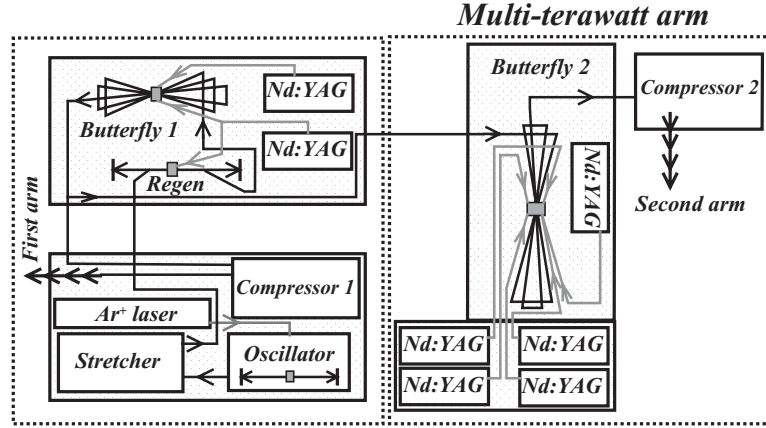 Multi-terawatt arm
Nd:YAG
Butterfly 1
Nd:YAG
Regen
First arm
Compressor 1
Ar+ laser
Stretcher
Oscillator
Butterfly 2
Compressor 2
Nd:YAG
Second arm
Nd:YAG
Nd:YAG
Nd:YAG
Nd:YAG